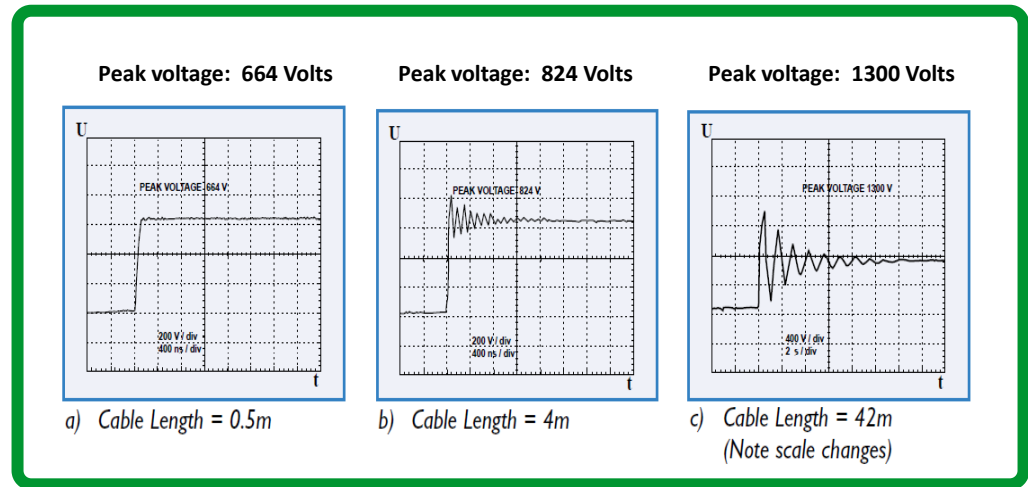 Peak voltage: 664 Volts
Peak voltage: 824 Volts
Peak voltage: 1300 Volts
U
PEAK VOLTAGE 664 V
200 V / div
400 ns / div
t
a) Cable Length = 0.5m
U
PEAK VOLTAGE 824 V
200 V / div
400 ns / div
t
b) Cable Length = 4m
U
PEAK VOLTAGE 1300 V
400 V / div
2 s / div
t
c) Cable Length = 42m
(Note scale changes)